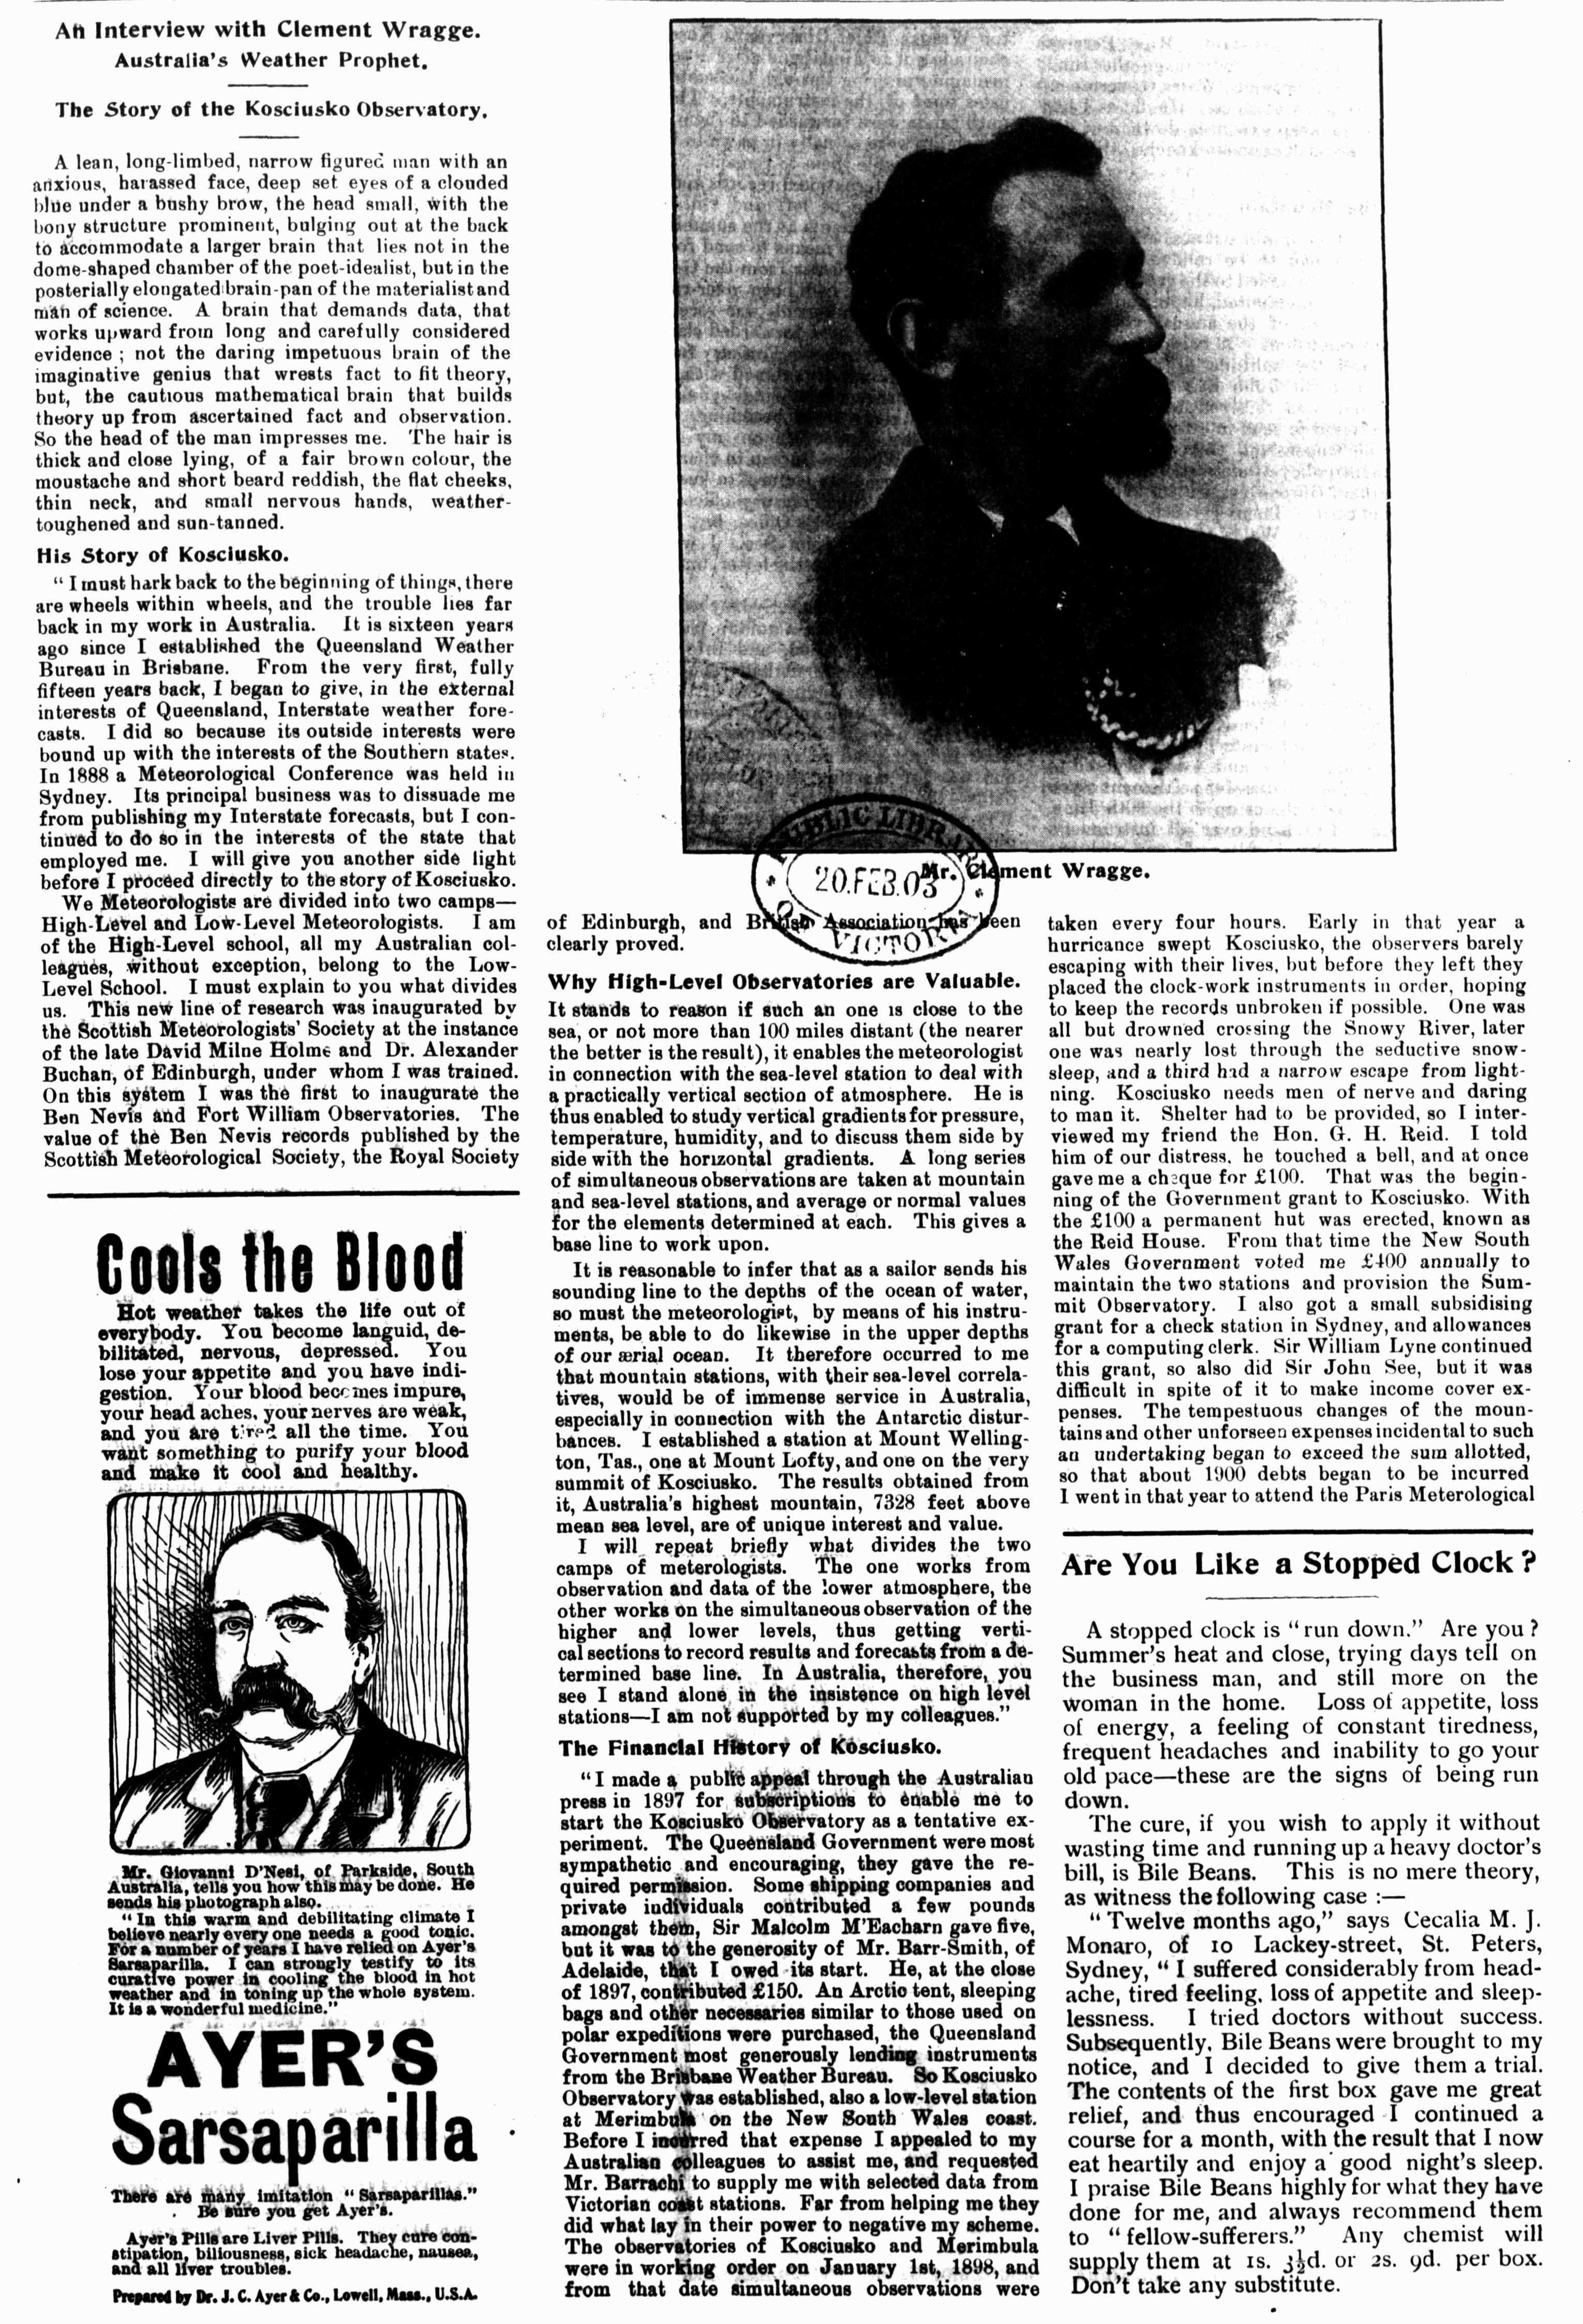 An Interview with Clement Wragge.
Australia's Weather Prophet.
The Story of the Kosciusko Observatory.
A lean, long-limbed, narrow figured man with an
anxious, harassed face, deep set eyes of a clouded
blue under a bushy brow, the head small, with the
bony structure prominent, bulging out at the back
to accommodate a larger brain that lies not in the
dome-shaped chamber of the poet-idealist, but in the
posterially elongated brain-pan of the materialist and
man of science. A brain that demands data, that
works upward from long and carefully considered
evidence ; not the daring impetuous brain of the
imaginative genius that wrests fact to fit theory,
but, the cautious mathematical brain that builds
theory up from ascertained fact and observation.
So the head of the man impresses me. The hair is
thick and close lying, of a fair brown colour, the
moustache and short beard reddish, the flat cheeks,
thin neck, and small nervous hands, weather-
toughened and sun-tanned.
His Story of Kosciusko.
" I must hark back to the beginning of things, there
are wheels within wheels, and the trouble lies far
back in my work in Australia. It is sixteen years
ago since I established the Queensland Weather
Bureau in Brisbane. From the very first, fully
fifteen years back, I began to give, in the external
interests of Queensland, Interstate weather fore-
casts. I did so because its outside interests were
bound up with the interests of the Southern states.
In 1888 a Meteorological Conference was held in
Sydney. Its principal business was to dissuade me
from publishing my Interstate forecasts, but I con-
tinued to do so in the interests of the state that
employed me. I will give you another side light
before I proceed directly to the story of Kosciusko.
We Meteorologists are divided into two camps—
High-Level and Low-Level Meteorologists. I am
of the High-Level school, all my Australian col-
leagues, without exception, belong to the Low-
Level School. I must explain to you what divides
us. This new line of research was inaugurated by
the Scottish Meteorologists' Society at the instance
of the late David Milne Holme and Dr. Alexander
Buchan, of Edinburgh, under whom I was trained.
On this system I was the first to inaugurate the
Ben Nevis and Fort William Observatories. The
value of the Ben Nevis records published by the
Scottish Meteorological Society, the Royal Society
Cools the Blood
Hot weather takes the life out of
everybody. You become languid, de-
bilitated, nervous, depressed. You
lose your appetite and you have indi-
gestion. Your blood becomes impure,
your head aches, your nerves are weak,
and you are tired all the time. You
want something to purify your blood
and make it cool and healthy.
Mr. Giovanni D'Nesi, of Parkside, South
Australia, tells you how this may be done. He
sends his photograph also.
" In this warm and debilitating climate I
believe nearly every one needs a good tonic.
For a number of years I have relied on Ayer's
Sarsaparilla. I can strongly testify to its
curative power in cooling the blood in hot
weather and in toning up the whole system.
It is a wonderful medicine."
AYER'S
Sarsaparilla
There are many imitation " Sarsaparillas."
Be sure you get Ayer's.
Ayer's Pills are Liver Pills. They cure con-
stipation, biliousness, sick headache, nausea,
and all liver troubles.
Prepared by Dr. J. C. Ayer & Co., Lowell, Mass., U.S.A.
PUBLIC LIBRARY
20.FEB.03
OF VICTORIA
Mr. Clement Wragge.
of Edinburgh, and British Association has been
clearly proved.
Why High-Level Observatories are Valuable.
It stands to reason if such an one is close to the
sea, or not more than 100 miles distant (the nearer
the better is the result), it enables the meteorologist
in connection with the sea-level station to deal with
a practically vertical section of atmosphere. He is
thus enabled to study vertical gradients for pressure,
temperature, humidity, and to discuss them side by
side with the horizontal gradients. A long series
of simultaneous observations are taken at mountain
and sea-level stations, and average or normal values
for the elements determined at each. This gives a
base line to work upon.
It is reasonable to infer that as a sailor sends his
sounding line to the depths of the ocean of water,
so must the meteorologist, by means of his instru-
ments, be able to do likewise in the upper depths
of our ærial ocean. It therefore occurred to me
that mountain stations, with their sea-level correla-
tives, would be of immense service in Australia,
especially in connection with the Antarctic distur-
bances. I established a station at Mount Welling-
ton, Tas., one at Mount Lofty, and one on the very
summit of Kosciusko. The results obtained from
it, Australia's highest mountain, 7328 feet above
mean sea level, are of unique interest and value.
I will repeat briefly what divides the two
camps of meterologists. The one works from
observation and data of the lower atmosphere, the
other works on the simultaneous observation of the
higher and lower levels, thus getting verti-
cal sections to record results and forecasts from a de-
termined base line. In Australia, therefore, you
see I stand alone in the insistence on high level
stations—I am not supported by my colleagues."
The Financial History of Kosciusko.
"I made a public appeal through the Australian
press in 1897 for subscriptions to enable me to
start the Kosciusko Observatory as a tentative ex-
periment. The Queensland Government were most
sympathetic and encouraging, they gave the re-
quired permission. Some shipping companies and
private individuals contributed a few pounds
amongst them, Sir Malcolm M'Eacharn gave five,
but it was to the generosity of Mr. Barr-Smith, of
Adelaide, that I owed its start. He, at the close
of 1897, contributed £150. An Arctic tent, sleeping
bags and other necessaries similar to those used on
polar expeditions were purchased, the Queensland
Government most generously lending instruments
from the Brisbane Weather Bureau. So Kosciusko
Observatory was established, also a low-level station
at Merimbula on the New South Wales coast.
Before I incurred that expense I appealed to my
Australian colleagues to assist me, and requested
Mr. Barrachi to supply me with selected data from
Victorian coast stations. Far from helping me they
did what lay in their power to negative my scheme.
The observatories of Kosciusko and Merimbula
were in working order on January 1st, 1898, and
from that date simultaneous observations were
taken every four hours. Early in that year a
hurricance swept Kosciusko, the observers barely
escaping with their lives, but before they left they
placed the clock-work instruments in order, hoping
to keep the records unbroken if possible. One was
all but drowned crossing the Snowy River, later
one was nearly lost through the seductive snow-
sleep, and a third had a narrow escape from light-
ning. Kosciusko needs men of nerve and daring
to man it. Shelter had to be provided, so I inter-
viewed my friend the Hon. G. H. Reid. I told
him of our distress, he touched a bell, and at once
gave me a cheque for £100. That was the begin-
ning of the Government grant to Kosciusko. With
the £100 a permanent hut was erected, known as
the Reid House. From that time the New South
Wales Government voted me £400 annually to
maintain the two stations and provision the Sum-
mit Observatory. I also got a small subsidising
grant for a check station in Sydney, and allowances
for a computing clerk. Sir William Lyne continued
this grant, so also did Sir John See, but it was
difficult in spite of it to make income cover ex-
penses. The tempestuous changes of the moun-
tains and other unforseen expenses incidental to such
an undertaking began to exceed the sum allotted,
so that about 1900 debts began to be incurred
I went in that year to attend the Paris Meterological
Are You Like a Stopped Clock ?
A stopped clock is " run down." Are you ?
Summer's heat and close, trying days tell on
the business man, and still more on the
woman in the home. Loss of appetite, loss
of energy, a feeling of constant tiredness,
frequent headaches and inability to go your
old pace—these are the signs of being run
down.
The cure, if you wish to apply it without
wasting time and running up a heavy doctor's
bill, is Bile Beans. This is no mere theory,
as witness the following case :—
" Twelve months ago," says Cecalia M. J.
Monaro, of 10 Lackey-street, St. Peters,
Sydney, " I suffered considerably from head-
ache, tired feeling, loss of appetite and sleep-
lessness. I tried doctors without success.
Subsequently, Bile Beans were brought to my
notice, and I decided to give them a trial.
The contents of the first box gave me great
relief, and thus encouraged I continued a
course for a month, with the result that I now
eat heartily and enjoy a good night's sleep.
I praise Bile Beans highly for what they have
done for me, and always recommend them
to " fellow-sufferers." Any chemist will
supply them at 1s. 3½d. or 2s. 9d. per box.
Don't take any substitute.